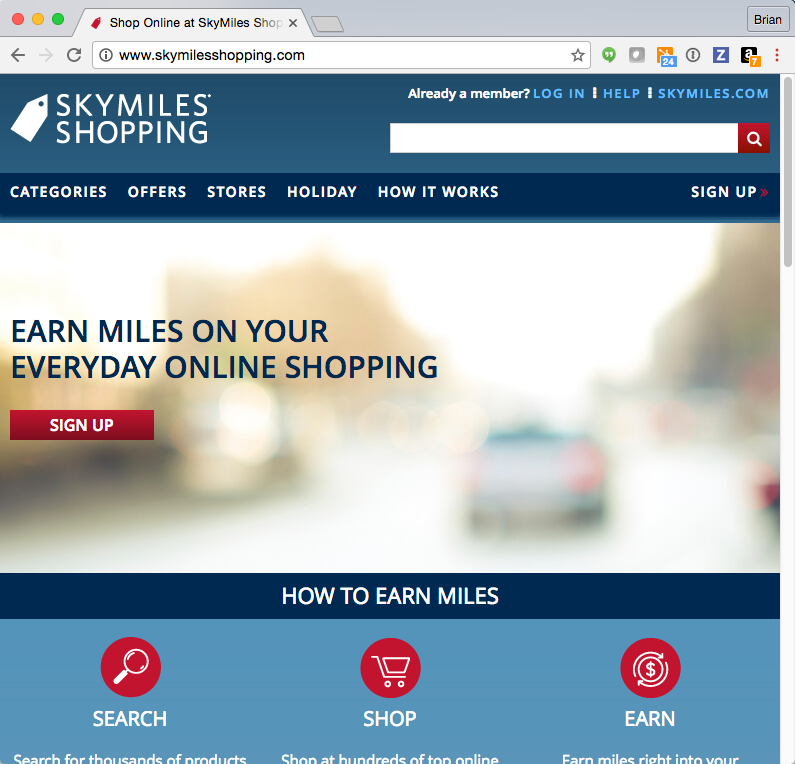 Shop Online at SkyMiles Shop
Brian
www.skymilesshopping.com
24
Z
a
7
SKYMILES
SHOPPING
Already a member? LOG IN HELP SKYMILES.COM
CATEGORIES OFFERS STORES HOLIDAY HOW IT WORKS SIGN UP »
EARN MILES ON YOUR
EVERYDAY ONLINE SHOPPING
SIGN UP
HOW TO EARN MILES
$
SEARCH SHOP EARN
Search for thousands of products Shop at hundreds of top online Earn miles right into your